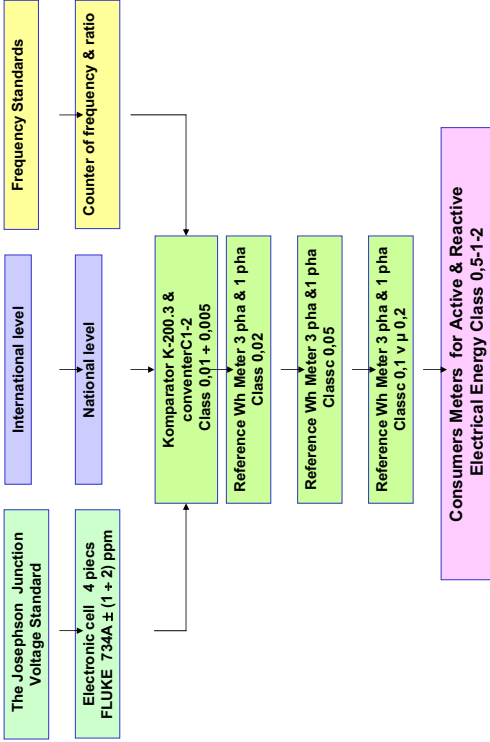 The Josephson Junction
Voltage Standard
International level
Frequency Standards
Electronic cell 4 piecs
FLUKE 734A ± (1 ÷ 2) ppm
National level
Counter of frequency & ratio
Komparator K-200.3 &
conventerC1-2
Class 0,01 ÷ 0,005
Reference Wh Meter 3 pha & 1 pha
Class 0,02
Reference Wh Meter 3 pha &1 pha
Classc 0,05
Reference Wh Meter 3 pha & 1 pha
Classc 0,1 v µ 0,2
Consumers Meters for Active & Reactive
Electrical Energy Class 0,5-1-2